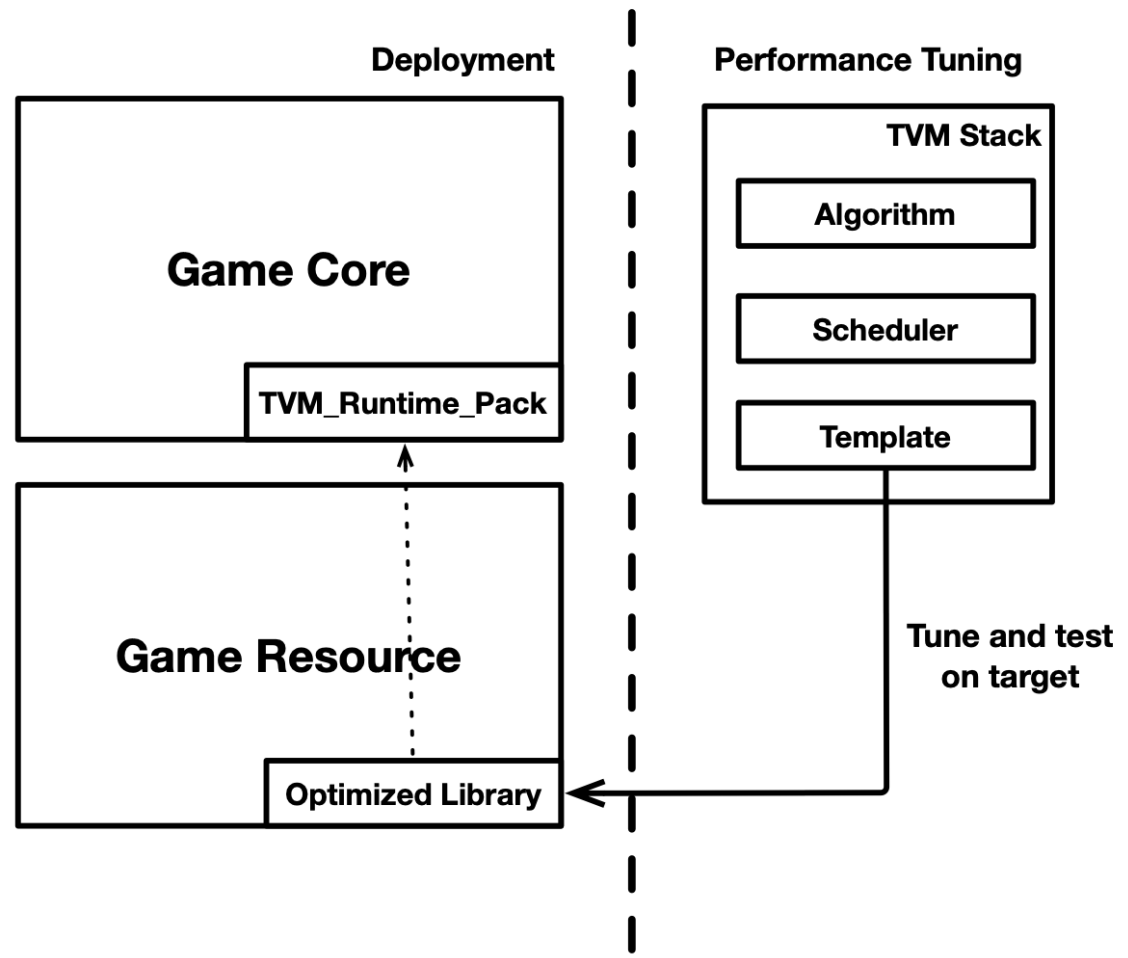 Deployment
Game Core
TVM_Runtime_Pack
Game Resource
Optimized Library
Performance Tuning
TVM Stack
Algorithm
Scheduler
Template
Tune and test
on target